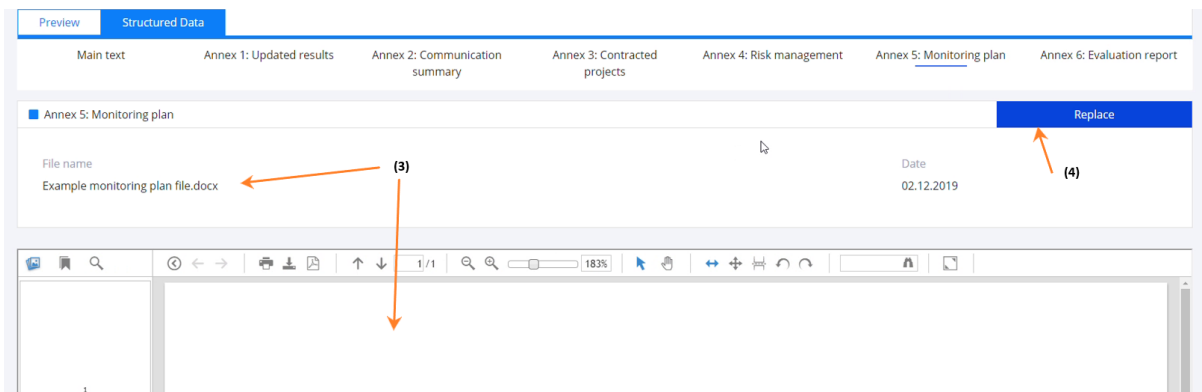 Preview Structured Data
Main text Annex 1: Updated results Annex 2: Communication summary Annex 3: Contracted projects Annex 4: Risk management Annex 5: Monitoring plan Annex 6: Evaluation report
Annex 5: Monitoring plan Replace
File name (3) Date (4)
Example monitoring plan file.docx 02.12.2019
1 /1 183%
1